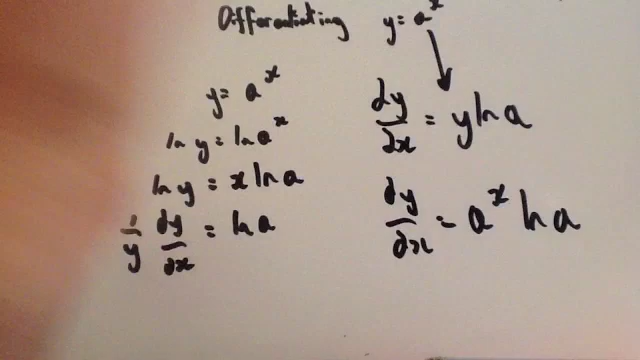 Differentiating y = a^x
y = a^x
ln y = ln a^x
ln y = x ln a
1/y dy/dx = ln a
dy/dx = y ln a
dy/dx = a^x ln a